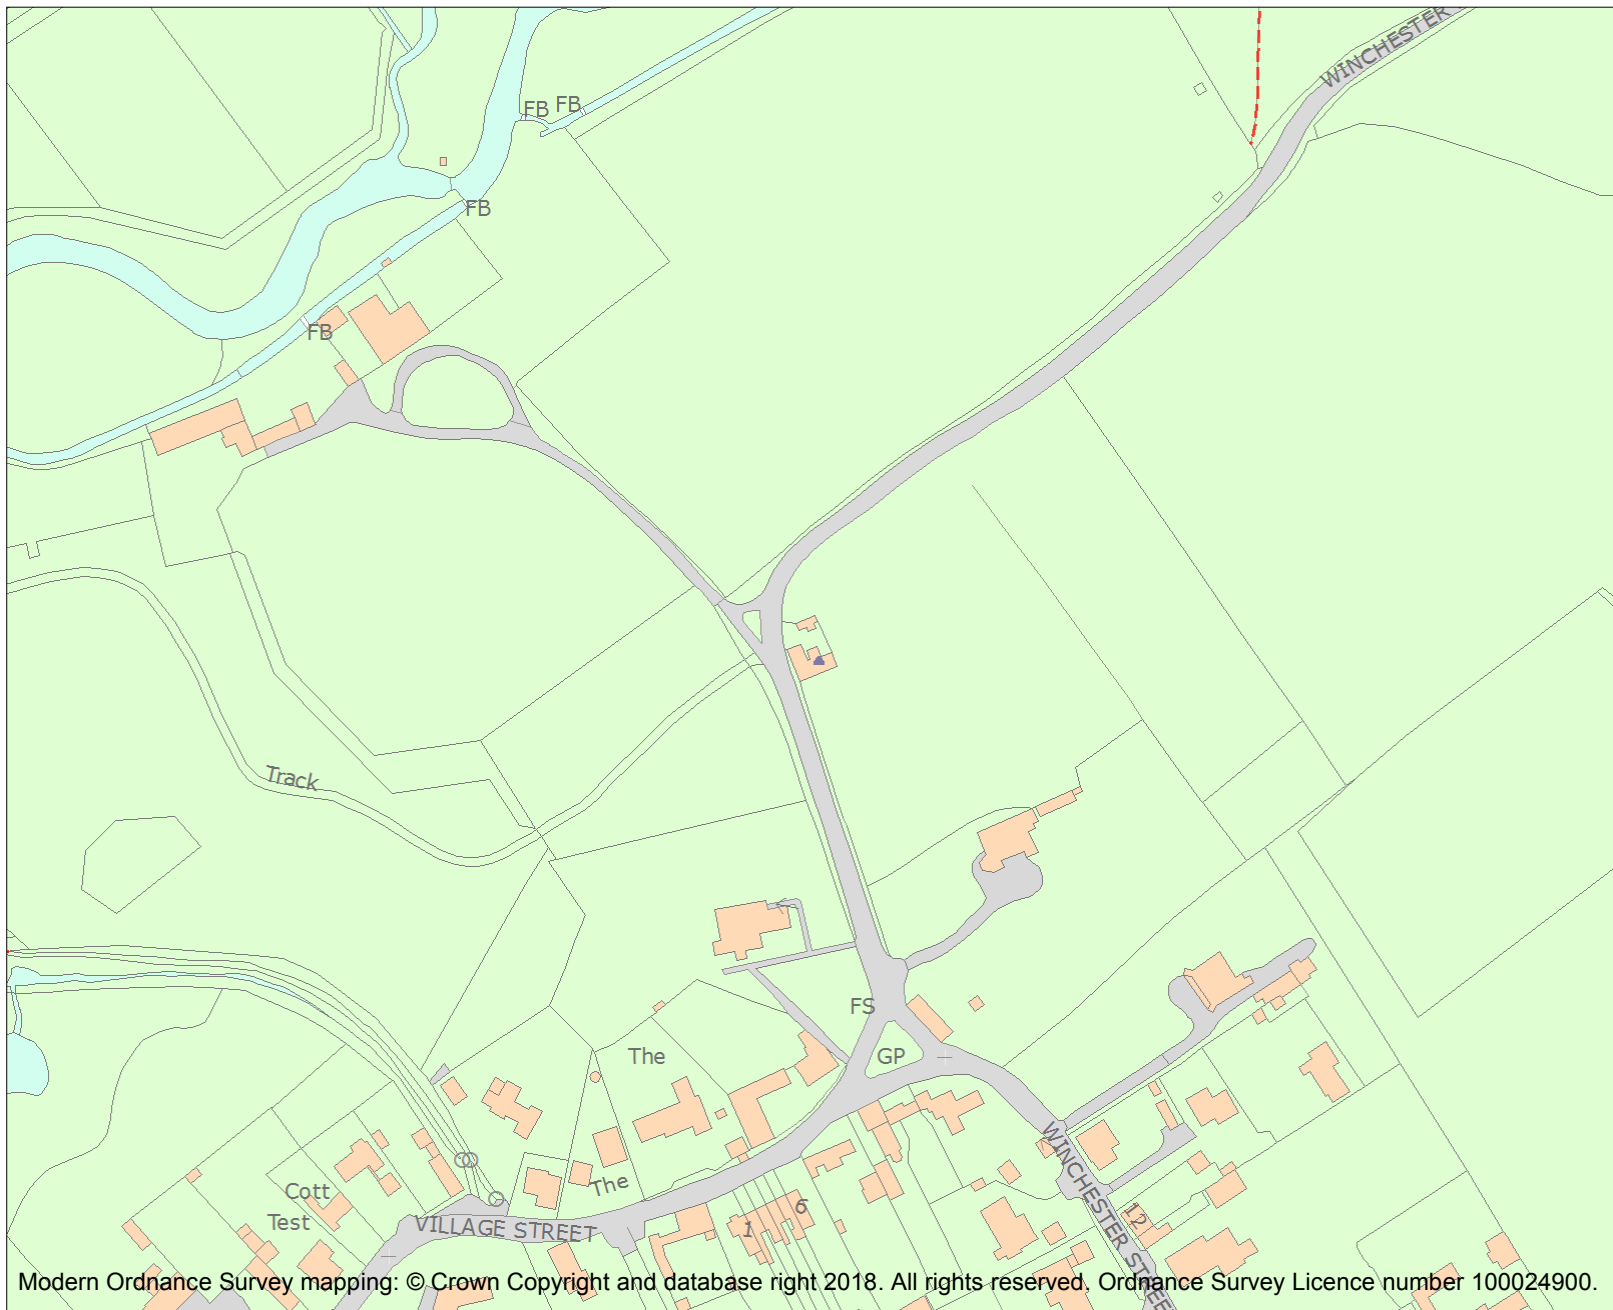 WINCHESTER
FB FB
FB
FB
Track
FS
The
GP
WINCHESTER STREE
Cott
The
Test
6
12
VILLAGE STREET
1
Modern Ordnance Survey mapping: © Crown Copyright and database right 2018. All rights reserved, Ordnance Survey Licence number 100024900.